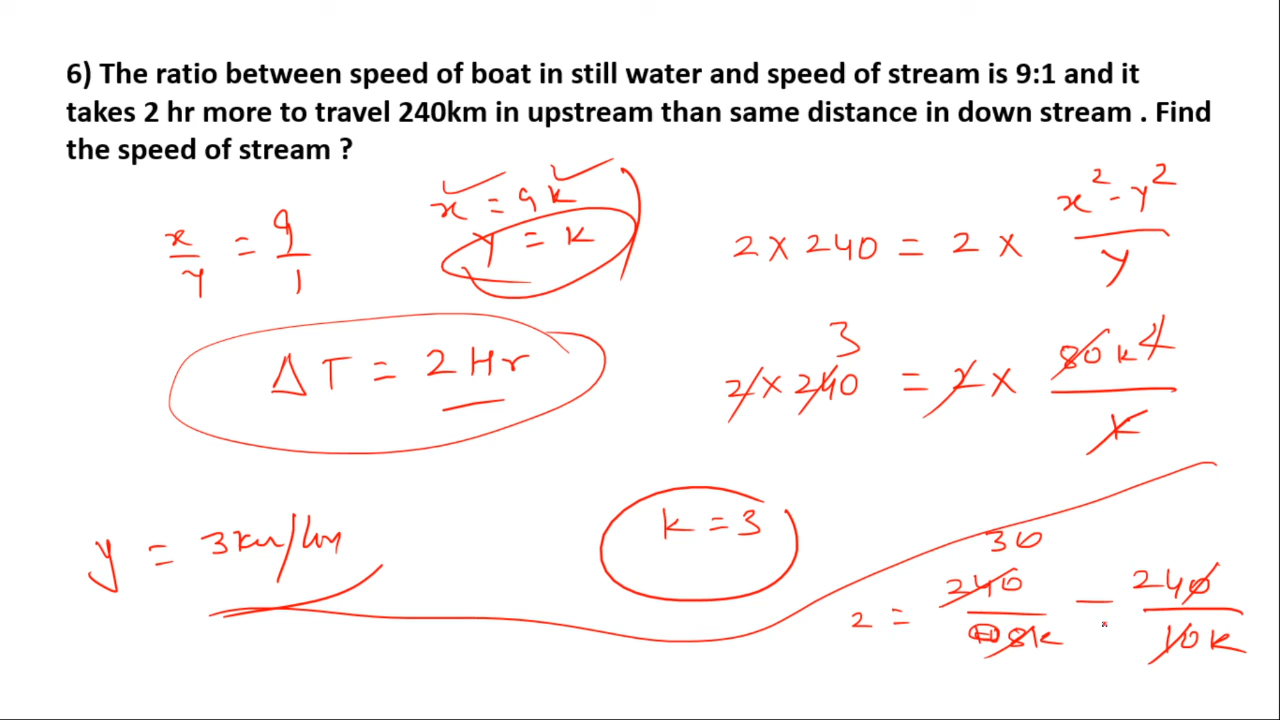 6) The ratio between speed of boat in still water and speed of stream is 9:1 and it
takes 2 hr more to travel 240km in upstream than same distance in down stream . Find
the speed of stream ?
x/y = 9/1
x = 9k
y = k
2 x 240 = 2 x (x² - y²)/y
ΔT = 2 Hr
3
2 x 240 = 2 x 80k²/k
k = 3
y = 3km/hr
30
2 = 240/8k - 240/10k